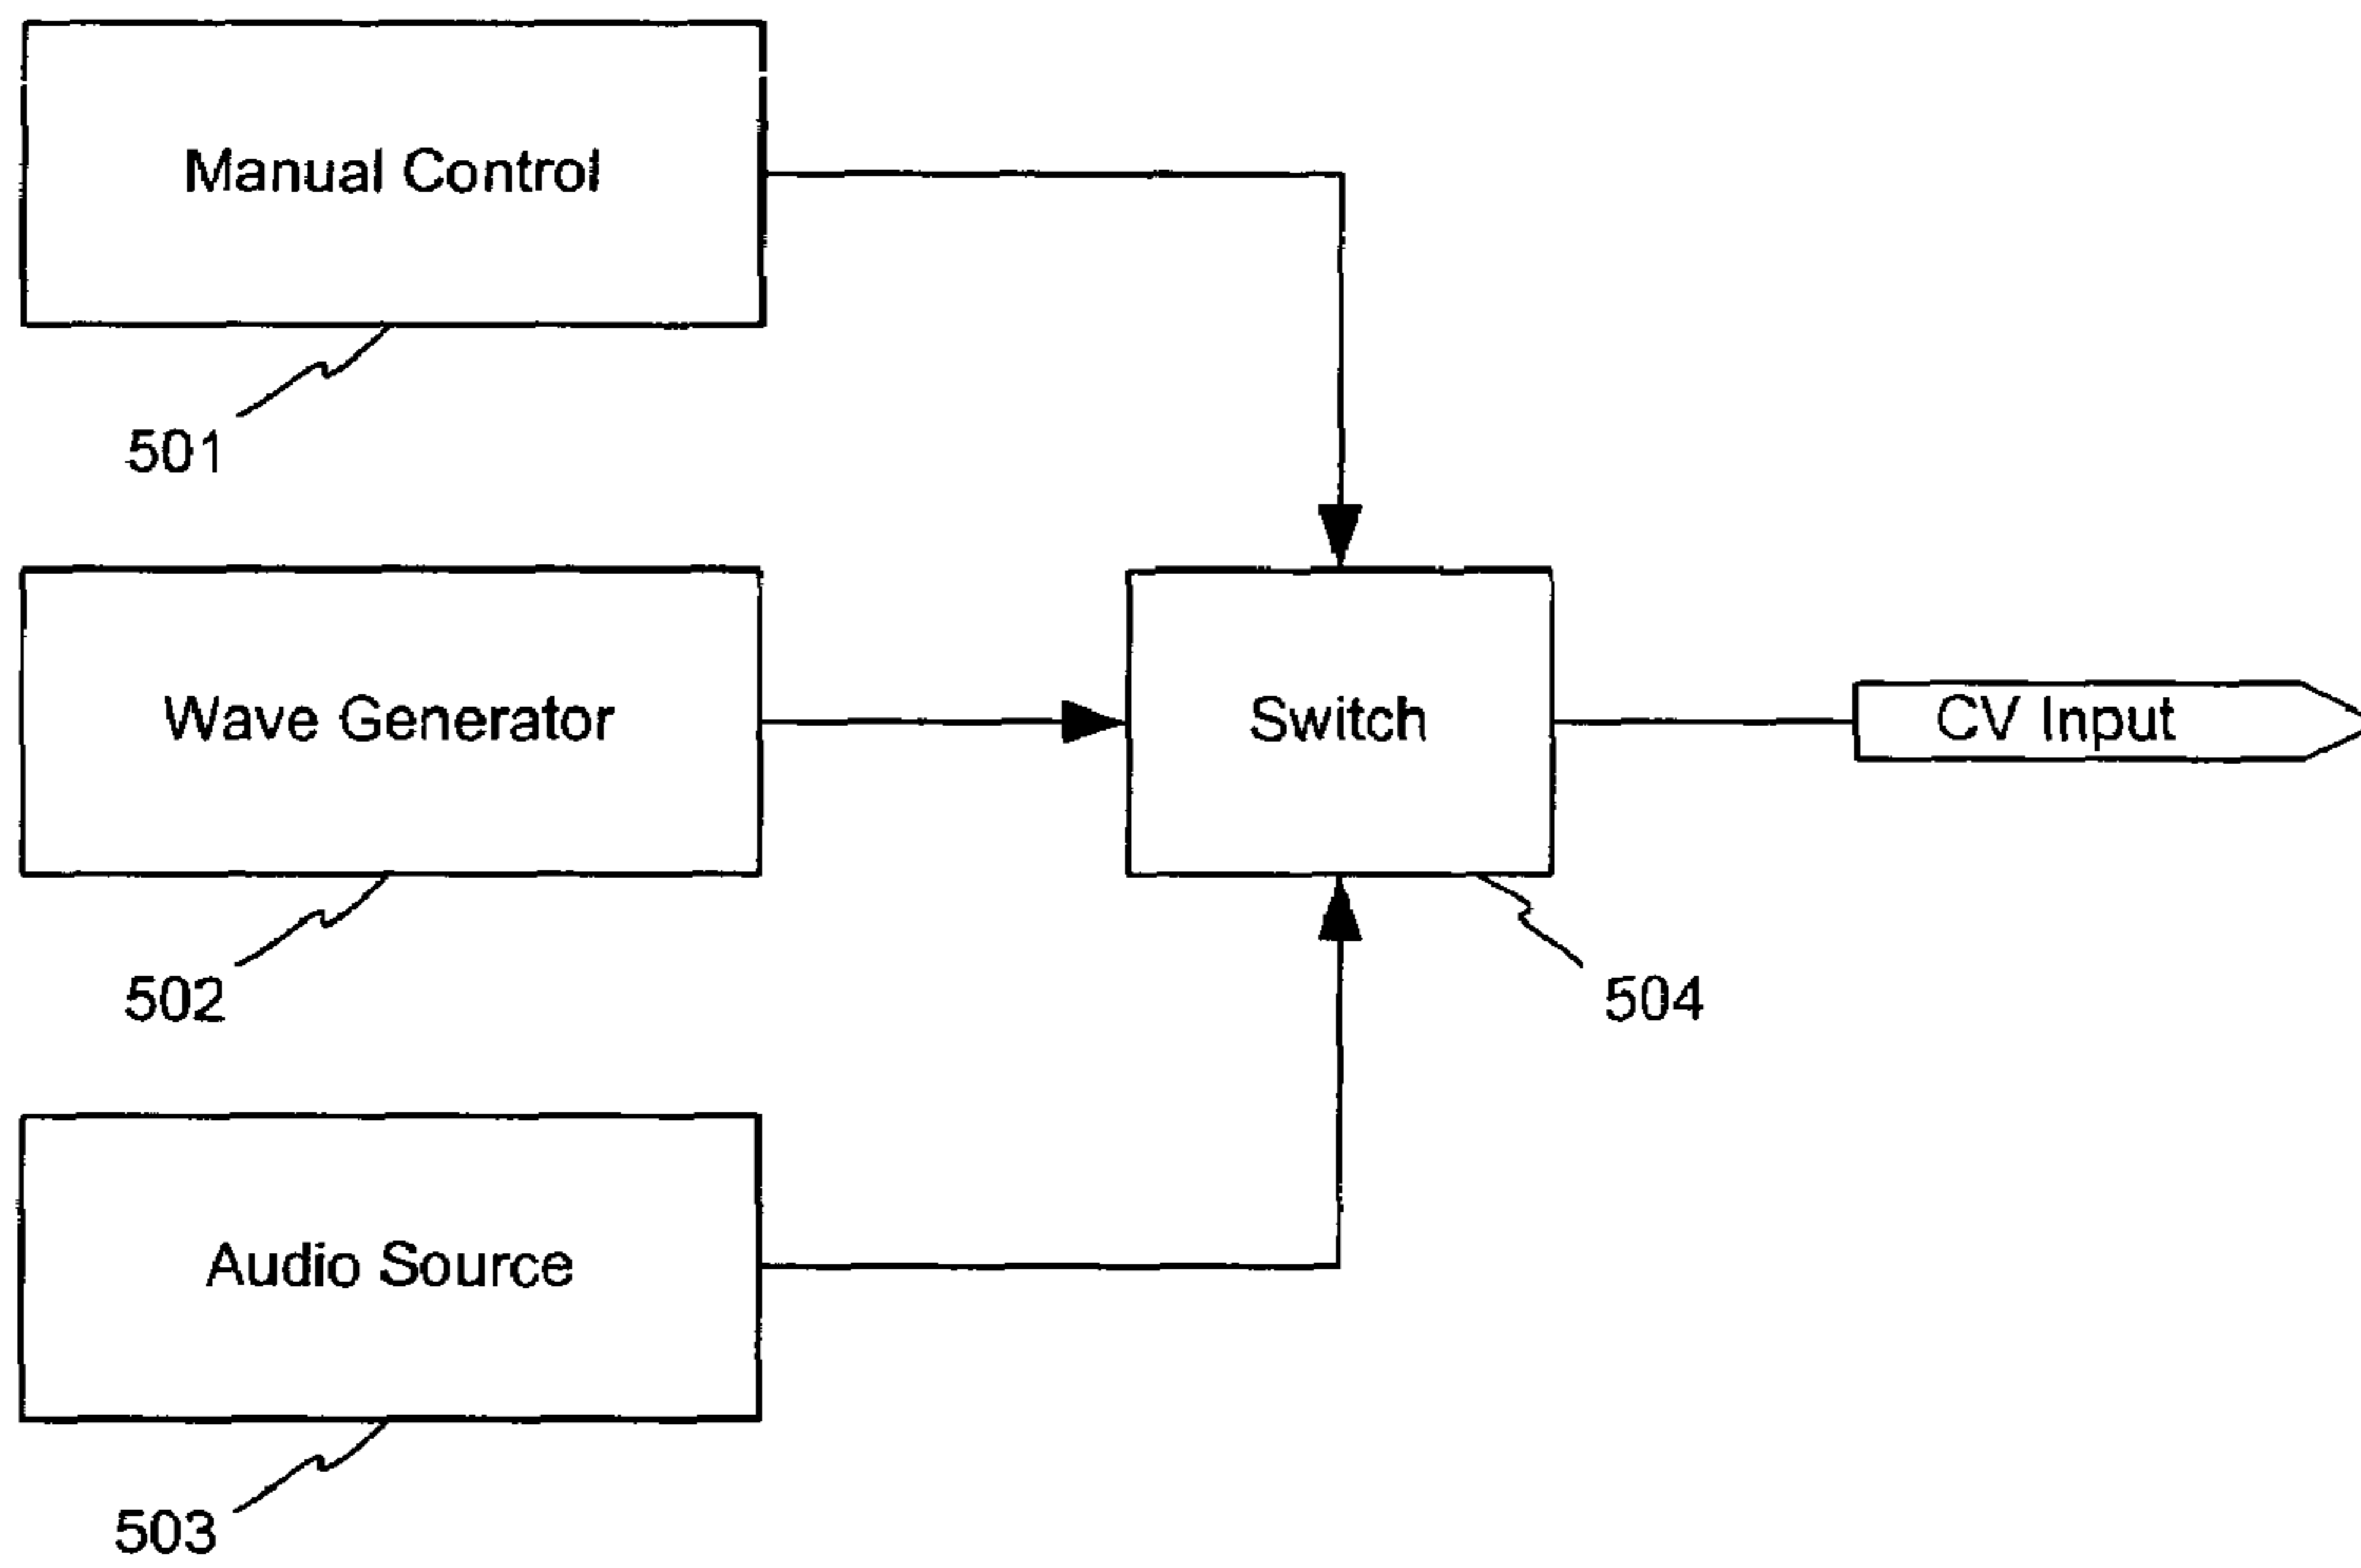 Manual Control
501
Wave Generator
Switch
CV Input
502
504
Audio Source
503